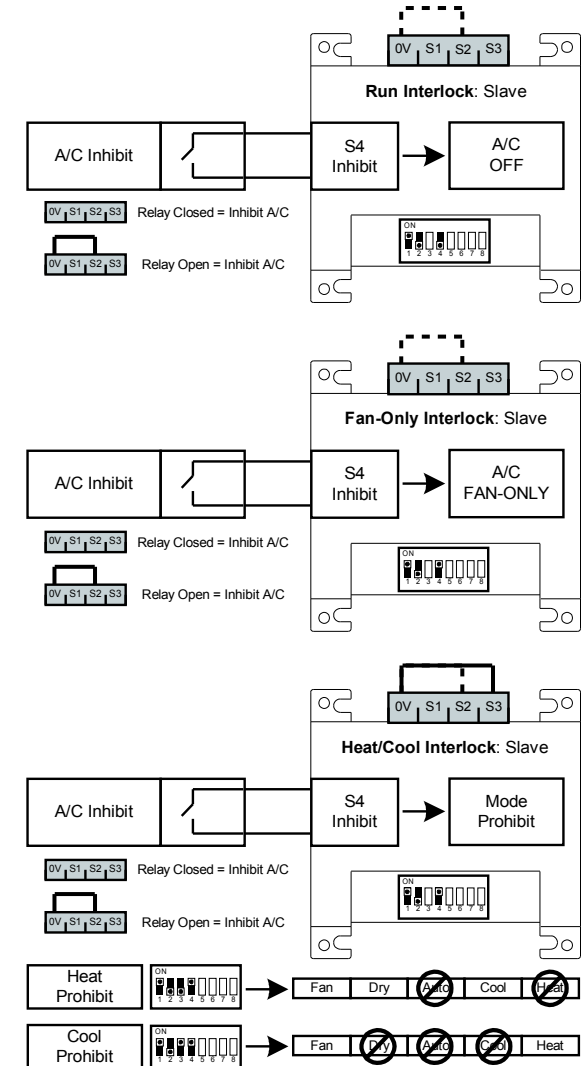 0V S1 S2 S3
Run Interlock: Slave
A/C Inhibit
S4
Inhibit
A/C
OFF
0V S1 S2 S3 Relay Closed = Inhibit A/C
0V S1 S2 S3 Relay Open = Inhibit A/C
ON
1 2 3 4 5 6 7 8
0V S1 S2 S3
Fan-Only Interlock: Slave
A/C Inhibit
S4
Inhibit
A/C
FAN-ONLY
0V S1 S2 S3 Relay Closed = Inhibit A/C
0V S1 S2 S3 Relay Open = Inhibit A/C
ON
1 2 3 4 5 6 7 8
0V S1 S2 S3
Heat/Cool Interlock: Slave
A/C Inhibit
S4
Inhibit
Mode
Prohibit
0V S1 S2 S3 Relay Closed = Inhibit A/C
0V S1 S2 S3 Relay Open = Inhibit A/C
ON
1 2 3 4 5 6 7 8
Heat
Prohibit
ON
1 2 3 4 5 6 7 8
Fan Dry Auto Cool Heat
Cool
Prohibit
ON
1 2 3 4 5 6 7 8
Fan Dry Auto Cool Heat